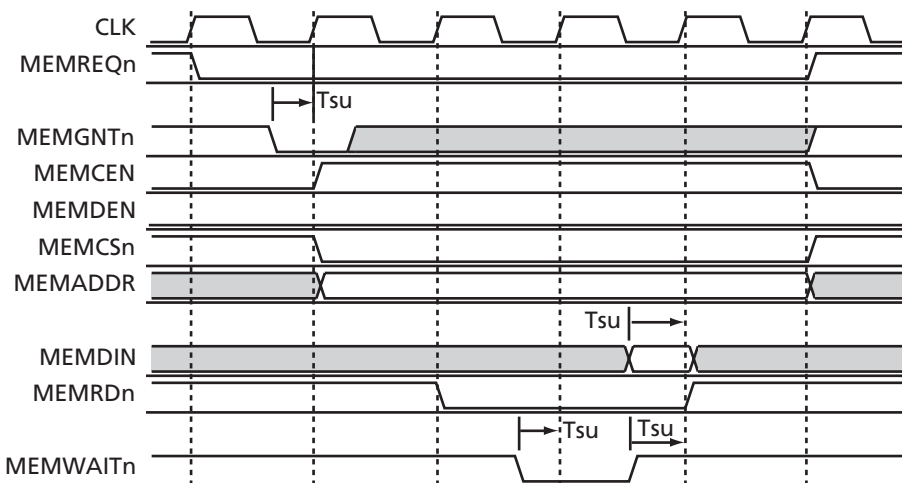 CLK
MEMREQn
Tsu
MEMGNTn
MEMCEN
MEMDEN
MEMCSn
MEMADDR
Tsu
MEMDIN
MEMRDn
Tsu Tsu
MEMWAITn